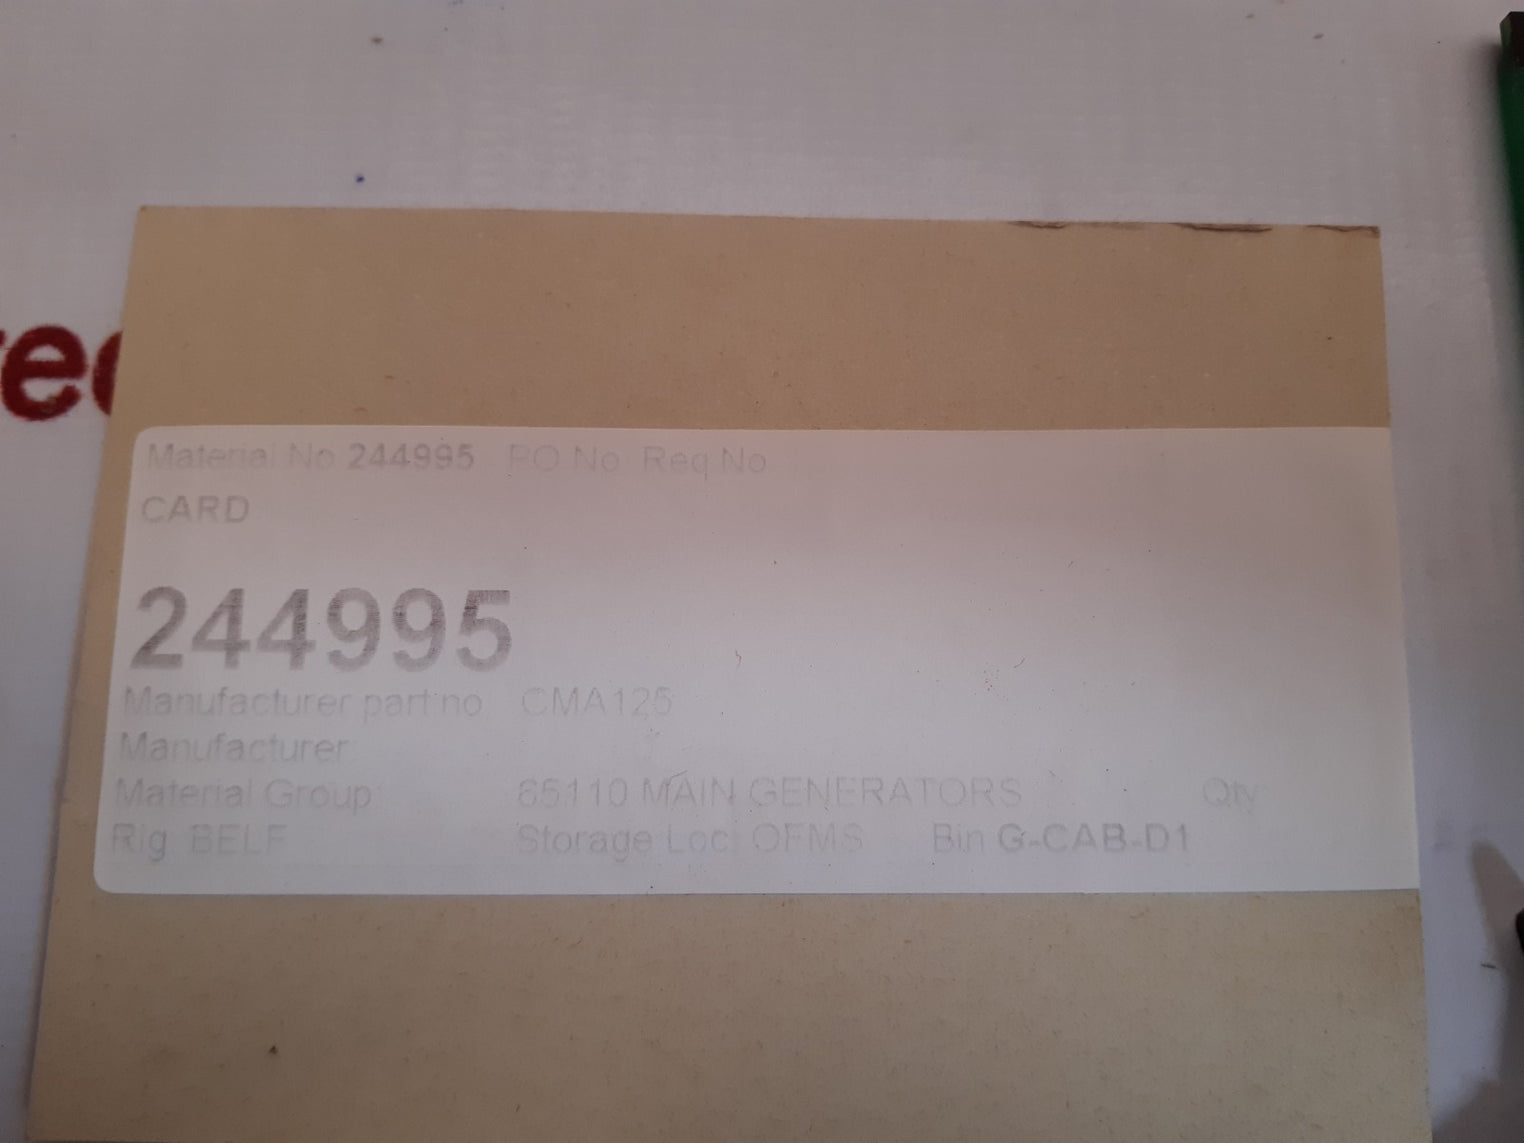 Material No 244995 PO No Req No
CARD
244995
Manufacturer part no CMA125
Manufacturer
Material Group 85110 MAIN GENERATORS Qty
Rig BELF Storage Loc OFMS Bin G-CAB-D1